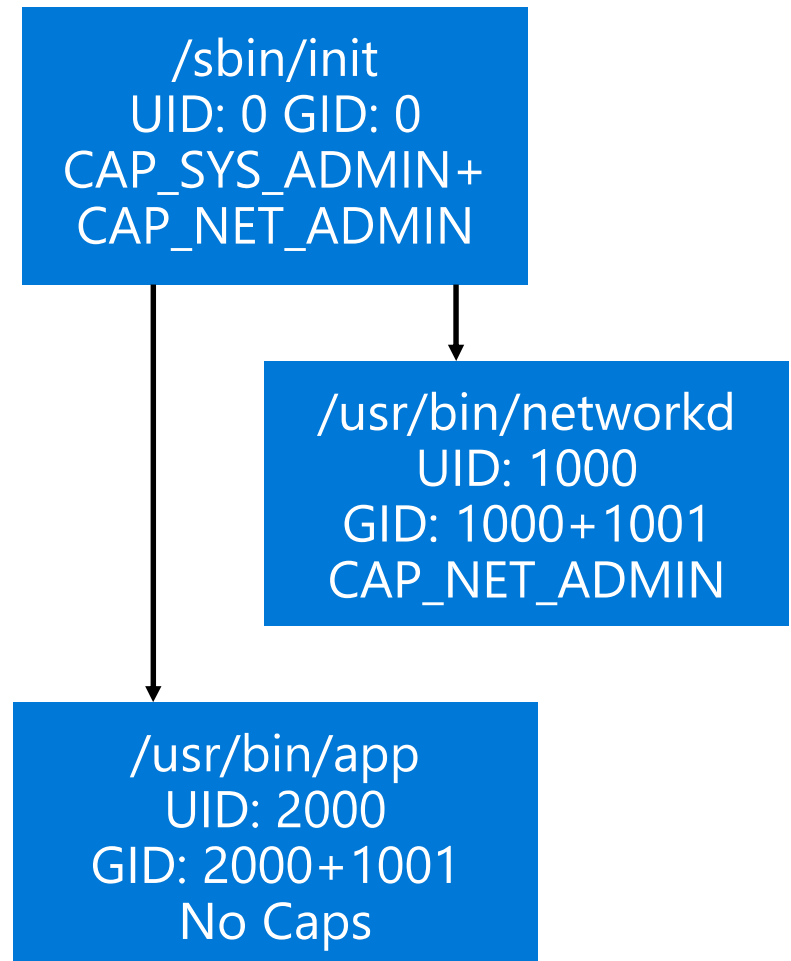 /sbin/init
UID: 0 GID: 0
CAP_SYS_ADMIN+
CAP_NET_ADMIN
/usr/bin/networkd
UID: 1000
GID: 1000+1001
CAP_NET_ADMIN
/usr/bin/app
UID: 2000
GID: 2000+1001
No Caps